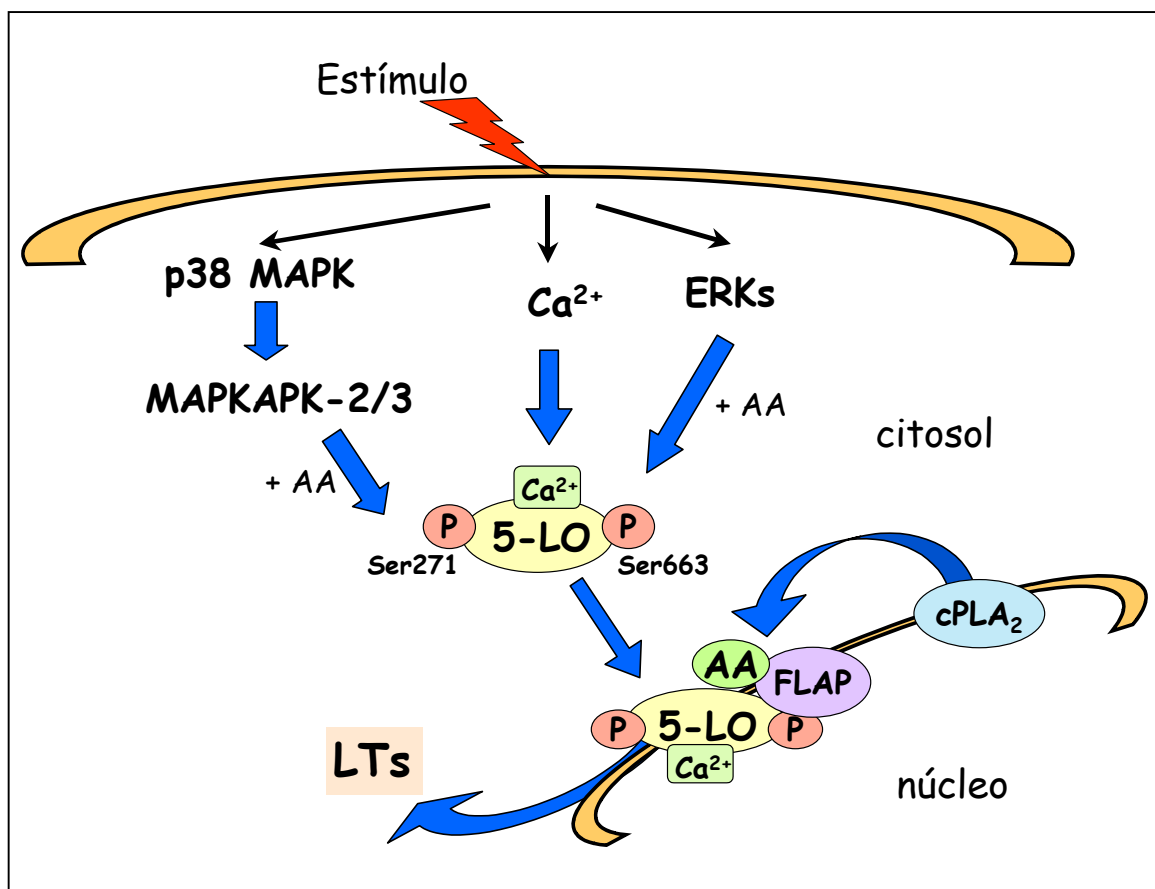 Estímulo
p38 MAPK
Ca²⁺
ERKs
MAPKAPK-2/3
+ AA
+ AA
citosol
Ca²⁺
P
5-LO
P
Ser271
Ser663
cPLA₂
AA
FLAP
P
5-LO
P
Ca²⁺
LTs
núcleo